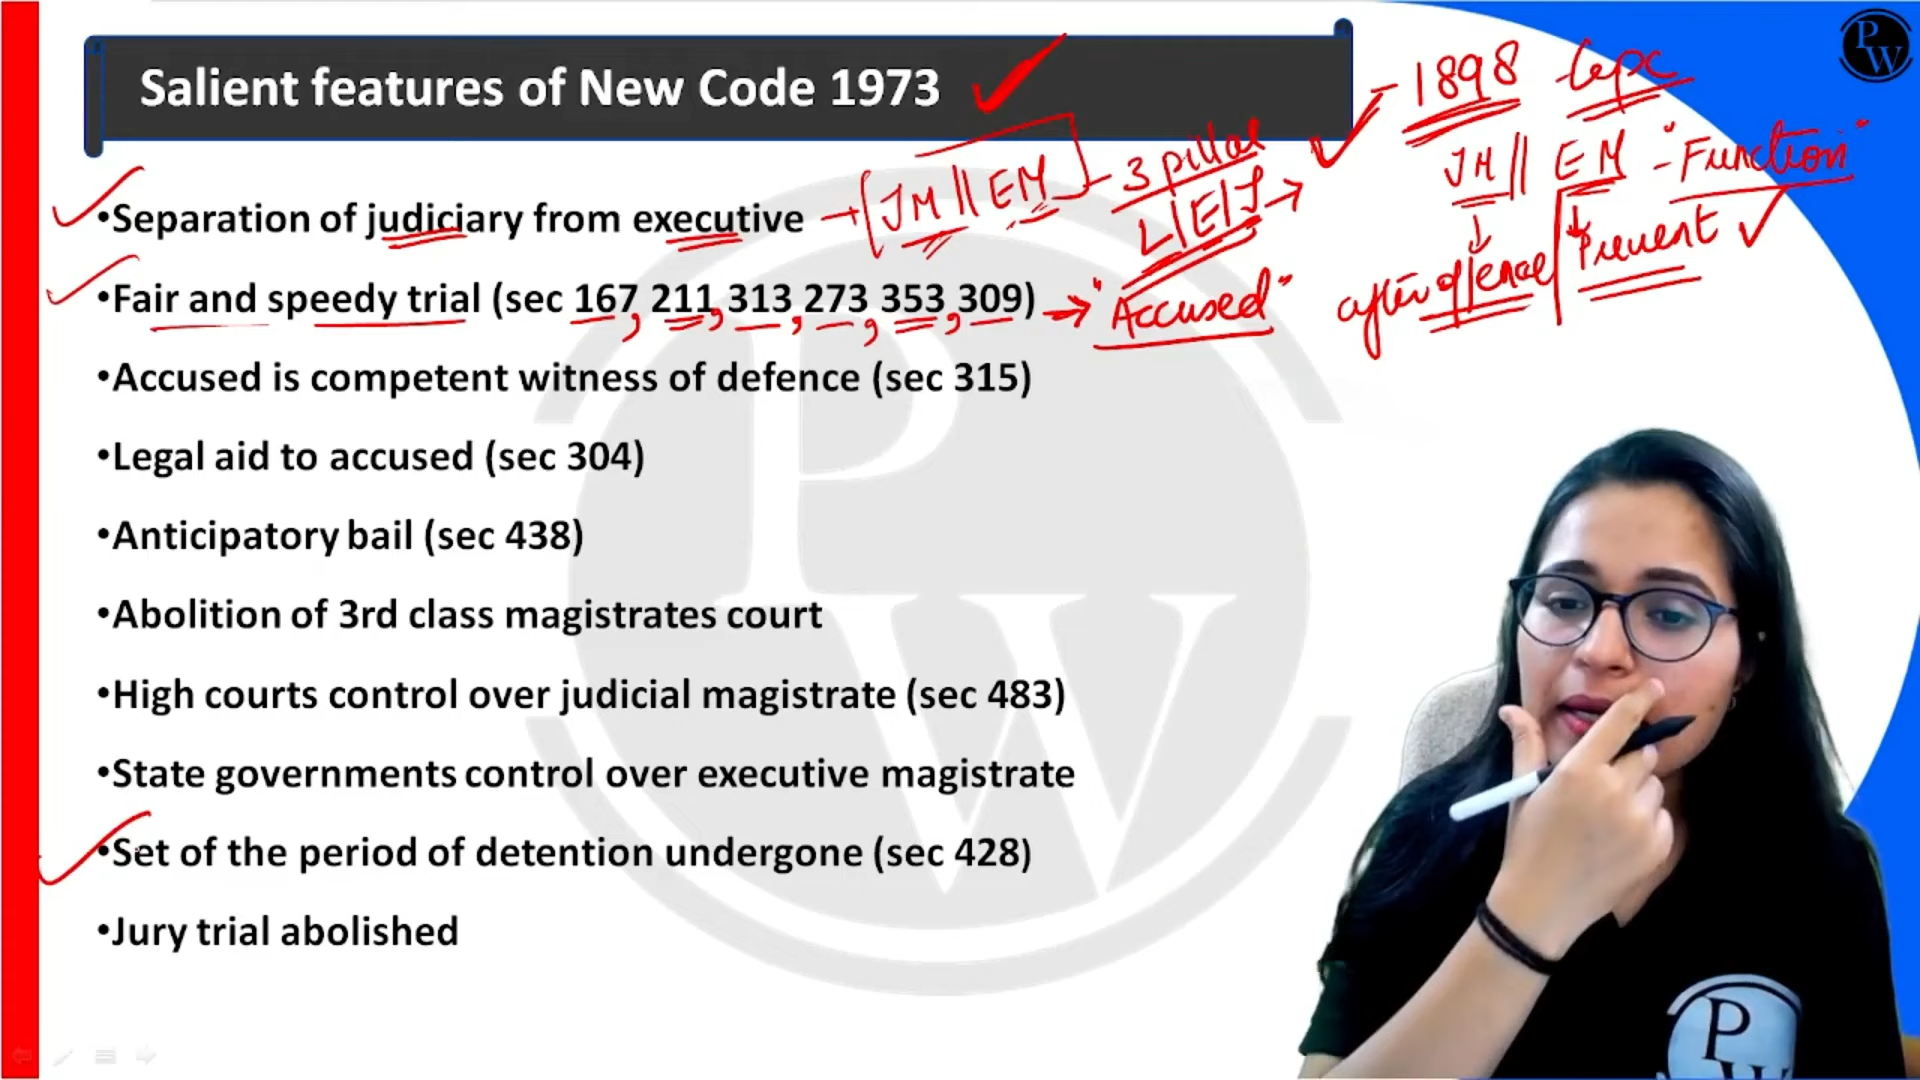 Salient features of New Code 1973
1898 Crpc
JM || EM - "Function"
after offence Prevent
•Separation of judiciary from executive → [JM || EM] - 3 pillar
L|E|J →
•Fair and speedy trial (sec 167, 211, 313, 273, 353, 309) → "Accused"
•Accused is competent witness of defence (sec 315)
•Legal aid to accused (sec 304)
•Anticipatory bail (sec 438)
•Abolition of 3rd class magistrates court
•High courts control over judicial magistrate (sec 483)
•State governments control over executive magistrate
•Set of the period of detention undergone (sec 428)
•Jury trial abolished
PW
PW
PW